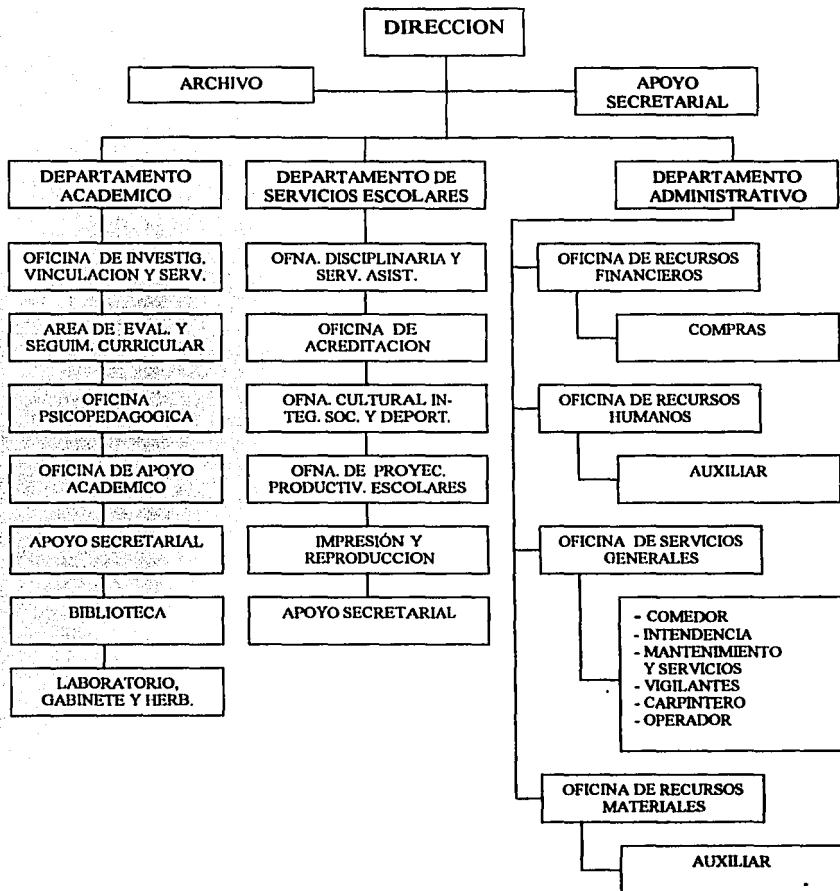 DIRECCION
ARCHIVO
APOYO
SECRETARIAL
DEPARTAMENTO
ACADEMICO
DEPARTAMENTO DE
SERVICIOS ESCOLARES
DEPARTAMENTO
ADMINISTRATIVO
OFICINA DE INVESTIG.
VINCULACION Y SERV.
AREA DE EVAL. Y
SEGUIM. CURRICULAR
OFICINA
PSICOPEDAGOGICA
OFICINA DE APOYO
ACADEMICO
APOYO SECRETARIAL
BIBLIOTECA
LABORATORIO,
GABINETE Y HERB.
OFNA. DISCIPLINARIA Y
SERV. ASIST.
OFICINA DE
ACREDITACION
OFNA. CULTURAL IN-
TEG. SOC. Y DEPORT.
OFNA. DE PROYEC.
PRODUCTIV. ESCOLARES
IMPRESIÓN Y
REPRODUCCION
APOYO SECRETARIAL
OFICINA DE RECURSOS
FINANCIEROS
COMPRAS
OFICINA DE RECURSOS
HUMANOS
AUXILIAR
OFICINA DE SERVICIOS
GENERALES
- COMEDOR
- INTENDENCIA
- MANTENIMIENTO
Y SERVICIOS
- VIGILANTES
- CARPINTERO
- OPERADOR
OFICINA DE RECURSOS
MATERIALES
AUXILIAR